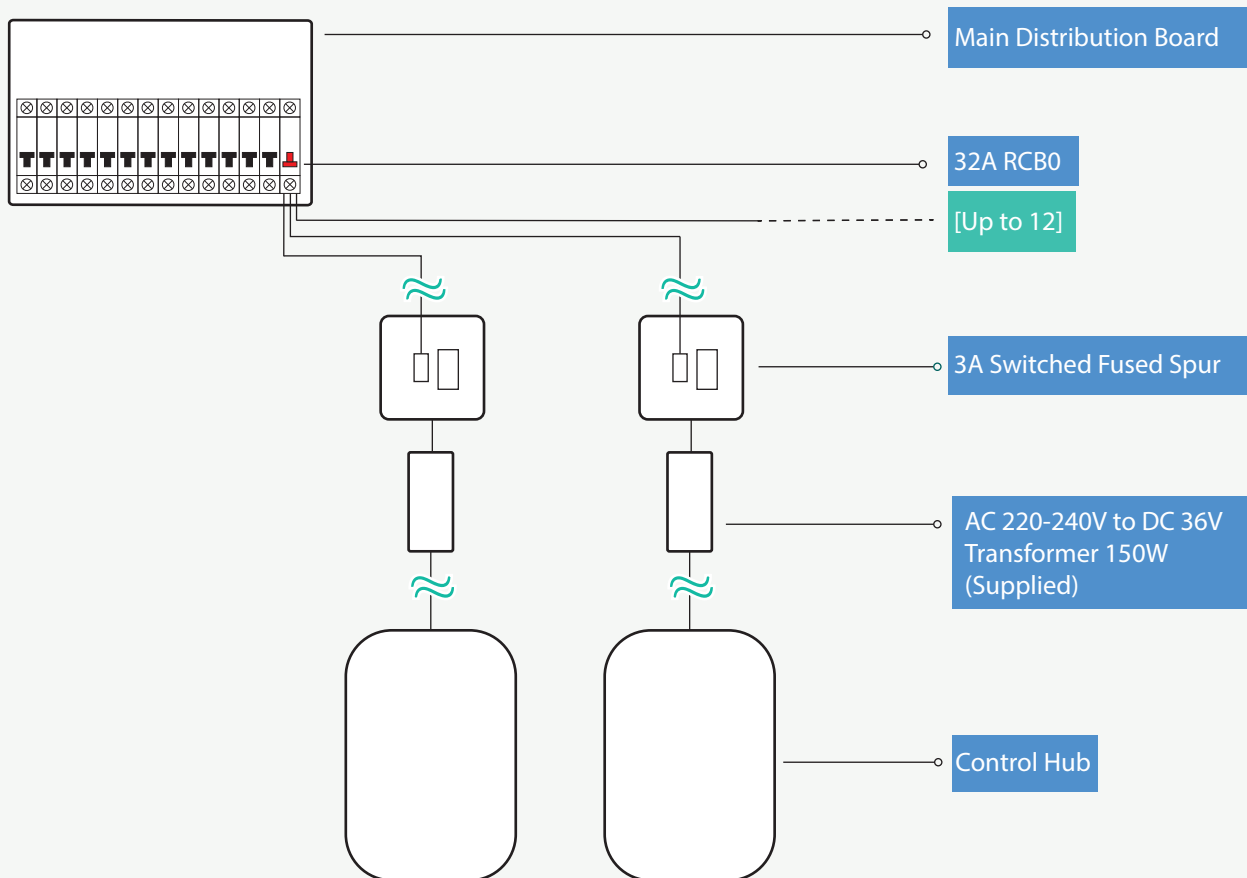 Main Distribution Board
32A RCB0
[Up to 12]
3A Switched Fused Spur
AC 220-240V to DC 36V
Transformer 150W
(Supplied)
Control Hub